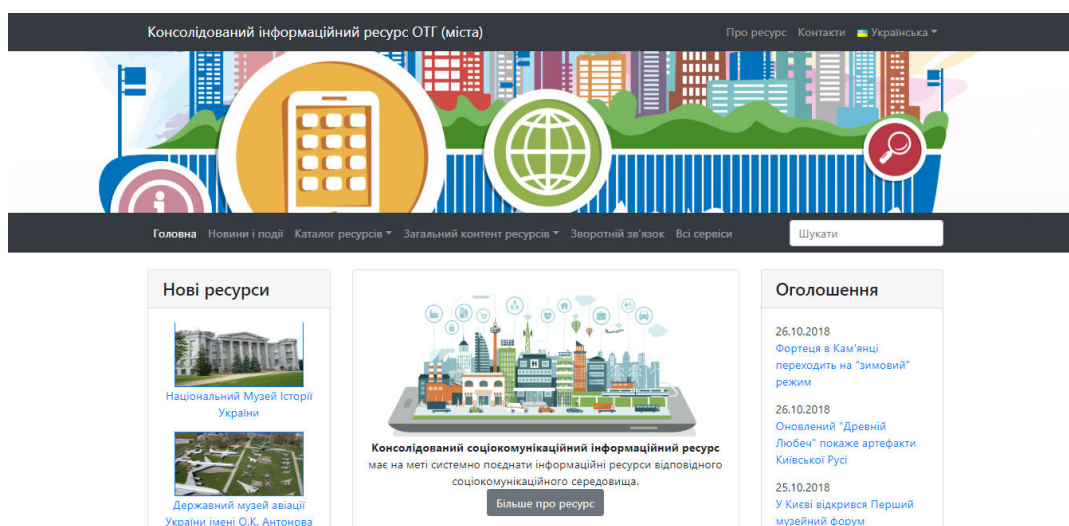 Консолідований інформаційний ресурс ОТГ (міста)
Про ресурс Контакти Українська
Головна Новини і події Каталог ресурсів Загальний контент ресурсів Зворотній зв'язок Всі сервіси Шукати
Нові ресурси
Національний Музей Історії
України
Державний музей авіації
України імені О.К. Антонова
Консолідований соціокомунікаційний інформаційний ресурс
має на меті системно поєднати інформаційні ресурси відповідного
соціокомунікаційного середовища.
Більше про ресурс
Оголошення
26.10.2018
Фортеця в Кам'янці
переходить на "зимовий"
режим
26.10.2018
Оновлений "Древній
Любеч" покаже артефакти
Київської Русі
25.10.2018
У Києві відкрився Перший
музейний форум